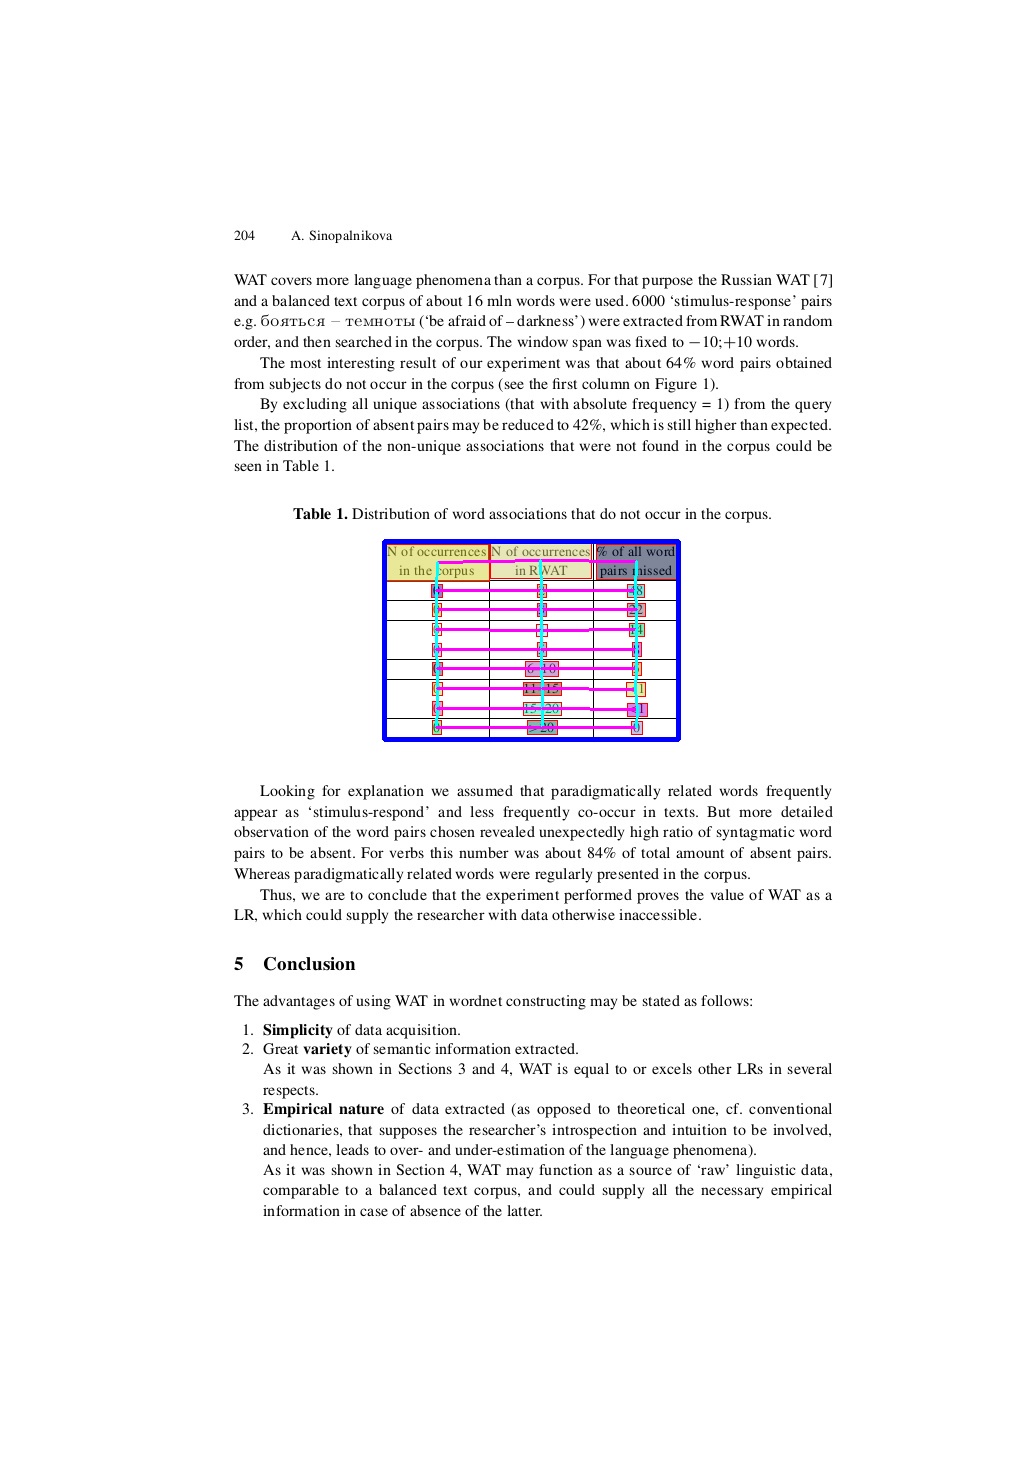 204 A. Sinopalnikova
WAT covers more language phenomena than a corpus. For that purpose the Russian WAT [7]
and a balanced text corpus of about 16 mln words were used. 6000 ‘stimulus-response’ pairs
e.g. бояться – темноты (‘be afraid of – darkness’) were extracted from RWAT in random
order, and then searched in the corpus. The window span was fixed to −10;+10 words.
The most interesting result of our experiment was that about 64% word pairs obtained
from subjects do not occur in the corpus (see the first column on Figure 1).
By excluding all unique associations (that with absolute frequency = 1) from the query
list, the proportion of absent pairs may be reduced to 42%, which is still higher than expected.
The distribution of the non-unique associations that were not found in the corpus could be
seen in Table 1.
Table 1. Distribution of word associations that do not occur in the corpus.
N of occurrences N of occurrences % of all word
in the corpus in RWAT pairs missed
48
22
14
6–10
11–15
15–20
0 >20 0
Looking for explanation we assumed that paradigmatically related words frequently
appear as ‘stimulus-respond’ and less frequently co-occur in texts. But more detailed
observation of the word pairs chosen revealed unexpectedly high ratio of syntagmatic word
pairs to be absent. For verbs this number was about 84% of total amount of absent pairs.
Whereas paradigmatically related words were regularly presented in the corpus.
Thus, we are to conclude that the experiment performed proves the value of WAT as a
LR, which could supply the researcher with data otherwise inaccessible.
5 Conclusion
The advantages of using WAT in wordnet constructing may be stated as follows:
1. Simplicity of data acquisition.
2. Great variety of semantic information extracted.
As it was shown in Sections 3 and 4, WAT is equal to or excels other LRs in several
respects.
3. Empirical nature of data extracted (as opposed to theoretical one, cf. conventional
dictionaries, that supposes the researcher’s introspection and intuition to be involved,
and hence, leads to over- and under-estimation of the language phenomena).
As it was shown in Section 4, WAT may function as a source of ‘raw’ linguistic data,
comparable to a balanced text corpus, and could supply all the necessary empirical
information in case of absence of the latter.